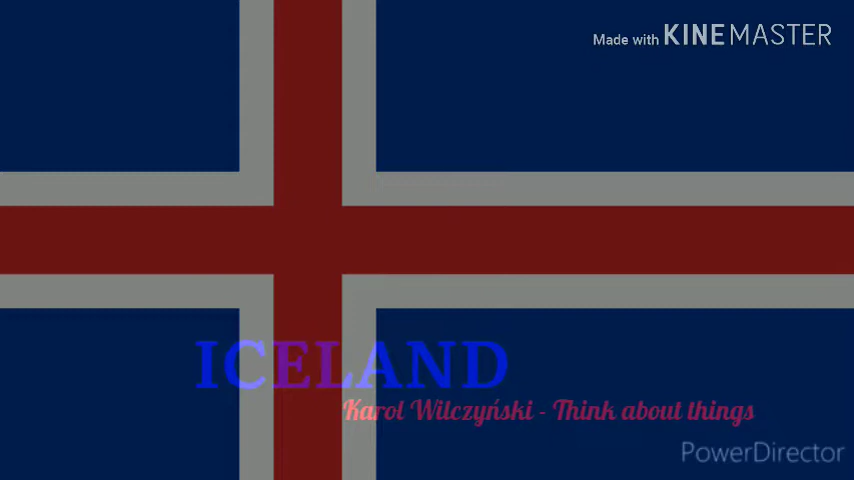 Made with KINEMASTER
ICELAND
Karol Wilczyński - Think about things
PowerDirector